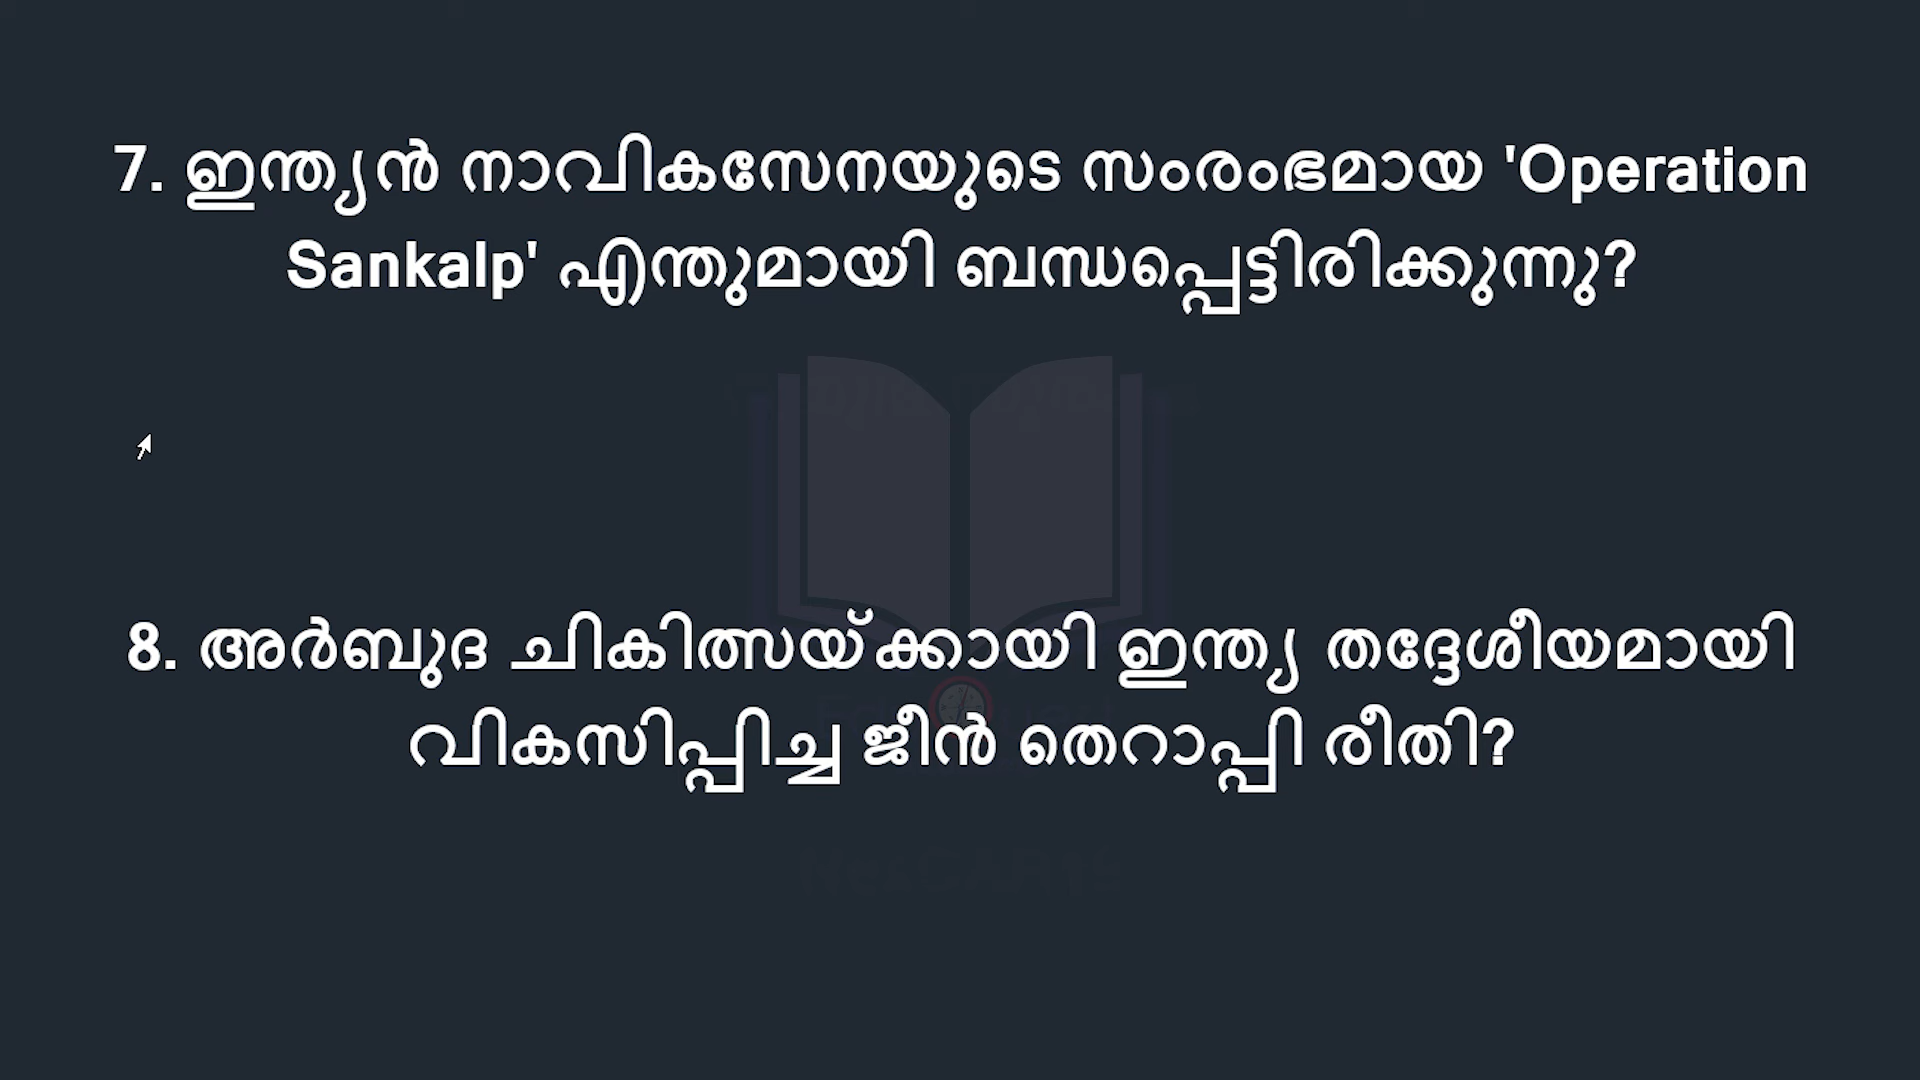 7. ഇന്ത്യൻ നാവികസേനയുടെ സംരംഭമായ 'Operation
Sankalp' എന്തുമായി ബന്ധപ്പെട്ടിരിക്കുന്നു?
8. അർബുദ ചികിത്സയ്ക്കായി ഇന്ത്യ തദ്ദേശീയമായി
വികസിപ്പിച്ച ജീൻ തെറാപ്പി രീതി?